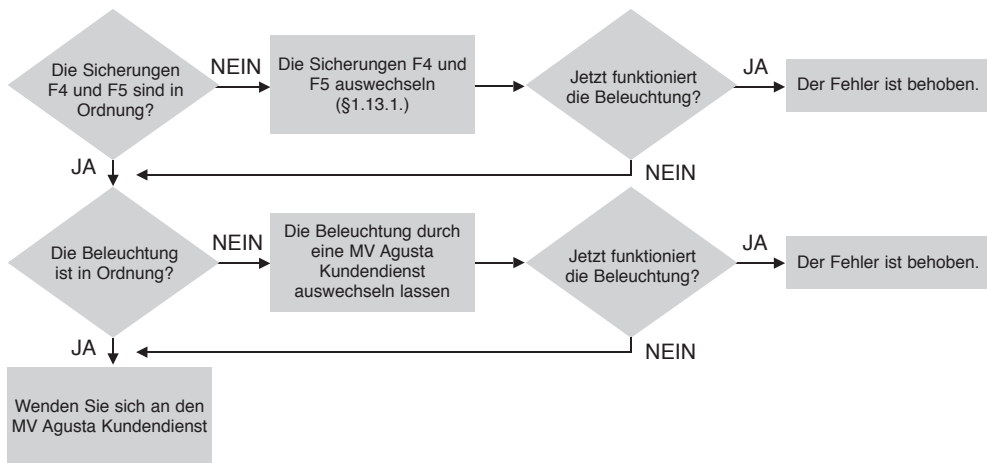 Die Sicherungen
F4 und F5 sind in
Ordnung?
NEIN
Die Sicherungen F4 und
F5 auswechseln
(§1.13.1.)
Jetzt funktioniert
die Beleuchtung?
JA
Der Fehler ist behoben.
JA
NEIN
Die Beleuchtung
ist in Ordnung?
NEIN
Die Beleuchtung durch
eine MV Agusta
Kundendienst
auswechseln lassen
Jetzt funktioniert
die Beleuchtung?
JA
Der Fehler ist behoben.
JA
NEIN
Wenden Sie sich an den
MV Agusta Kundendienst